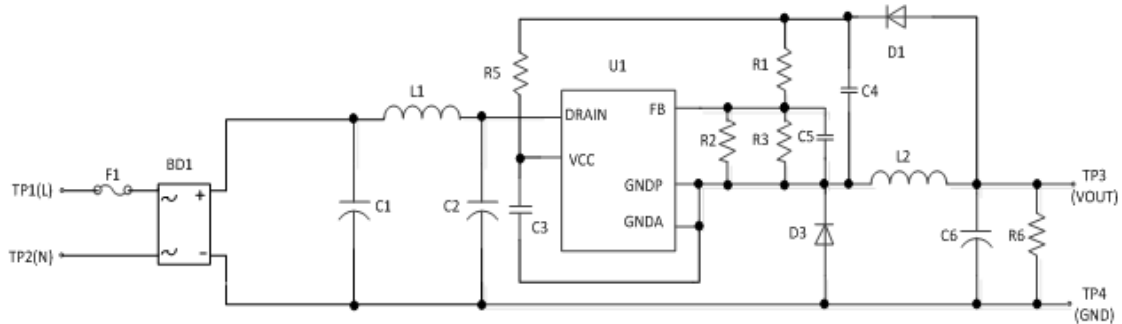 D1
R5
U1
R1
L1
C4
DRAIN
FB
R2
R3
C5
VCC
L2
BD1
F1
TP1(L)
+
C1
C2
C3
GNDP
GNDA
TP3
(VOUT)
D3
C6
R6
TP2(N)
-
TP4
(GND)